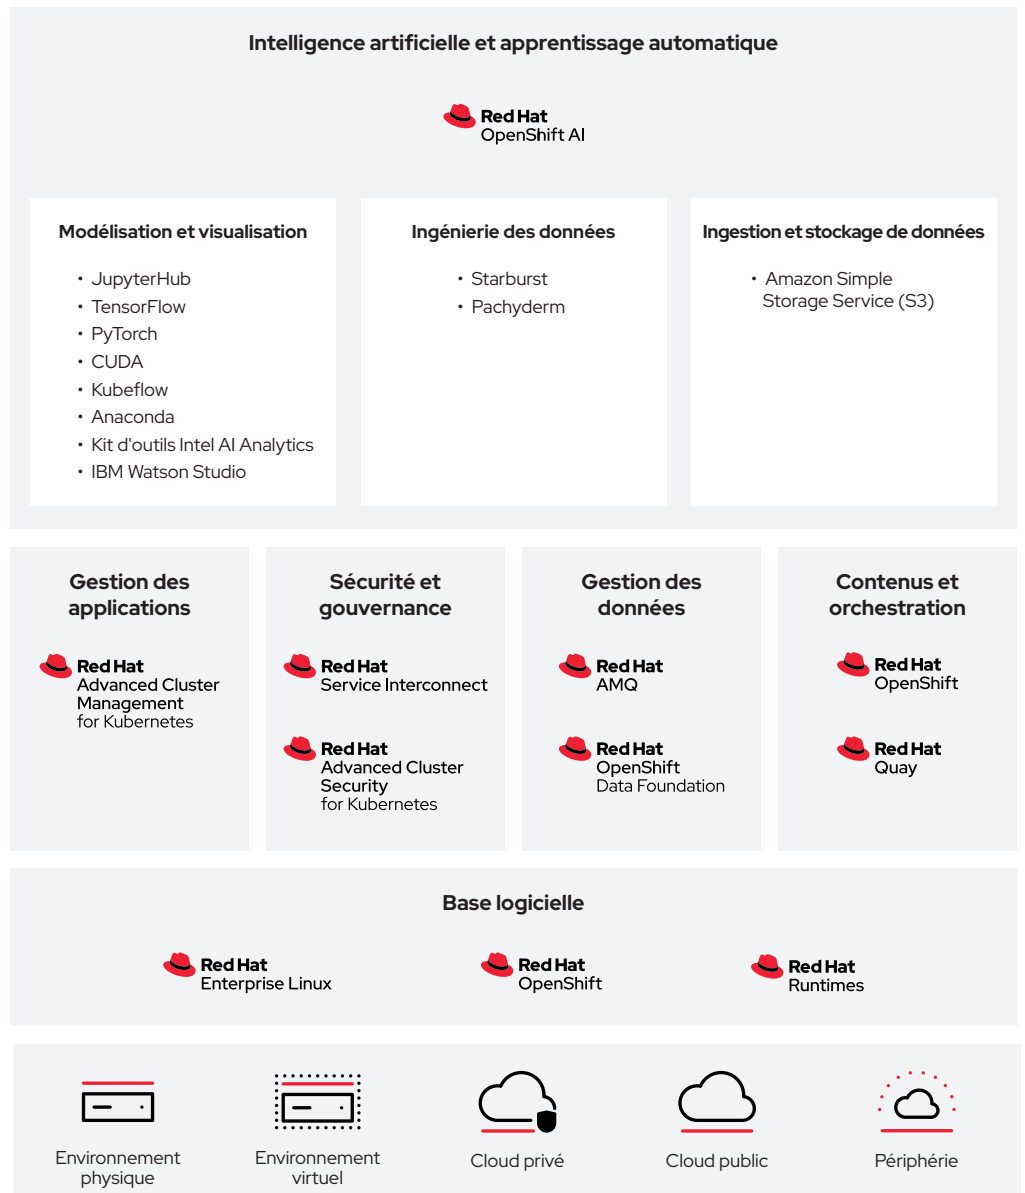 Intelligence artificielle et apprentissage automatique
Red Hat
OpenShift AI
Modélisation et visualisation
• JupyterHub
• TensorFlow
• PyTorch
• CUDA
• Kubeflow
• Anaconda
• Kit d'outils Intel AI Analytics
• IBM Watson Studio
Ingénierie des données
• Starburst
• Pachyderm
Ingestion et stockage de données
• Amazon Simple
Storage Service (S3)
Gestion des
applications
Red Hat
Advanced Cluster
Management
for Kubernetes
Sécurité et
gouvernance
Red Hat
Service Interconnect
Red Hat
Advanced Cluster
Security
for Kubernetes
Gestion des
données
Red Hat
AMQ
Red Hat
OpenShift
Data Foundation
Contenus et
orchestration
Red Hat
OpenShift
Red Hat
Quay
Base logicielle
Red Hat
Enterprise Linux
Red Hat
OpenShift
Red Hat
Runtimes
Environnement
physique
Environnement
virtuel
Cloud privé
Cloud public
Périphérie